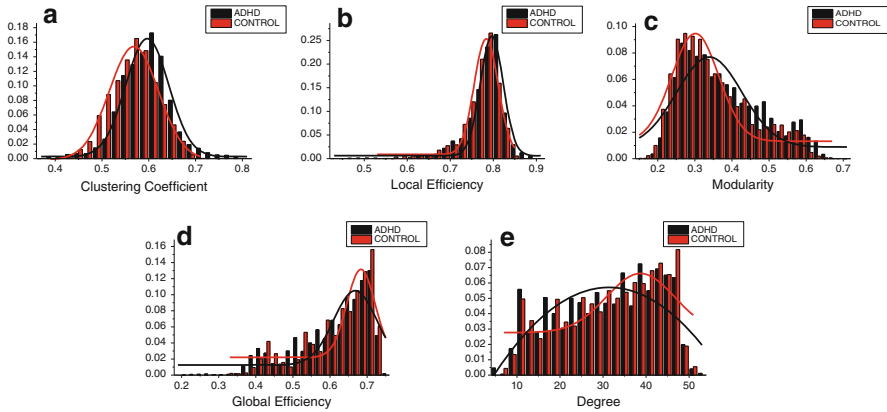 a
ADHD
CONTROL
0.18
0.16
0.14
0.12
0.10
0.08
0.06
0.04
0.02
0.00
0.4 0.5 0.6 0.7 0.8
Clustering Coefficient
b
ADHD
CONTROL
0.25
0.20
0.15
0.10
0.05
0.00
0.4 0.5 0.6 0.7 0.8 0.9
Local Efficiency
c
ADHD
CONTROL
0.10
0.08
0.06
0.04
0.02
0.00
0.2 0.3 0.4 0.5 0.6 0.7
Modularity
d
ADHD
CONTROL
0.16
0.14
0.12
0.10
0.08
0.06
0.04
0.02
0.00
0.2 0.3 0.4 0.5 0.6 0.7
Global Efficiency
e
ADHD
CONTROL
0.08
0.07
0.06
0.05
0.04
0.03
0.02
0.01
0.00
10 20 30 40 50
Degree